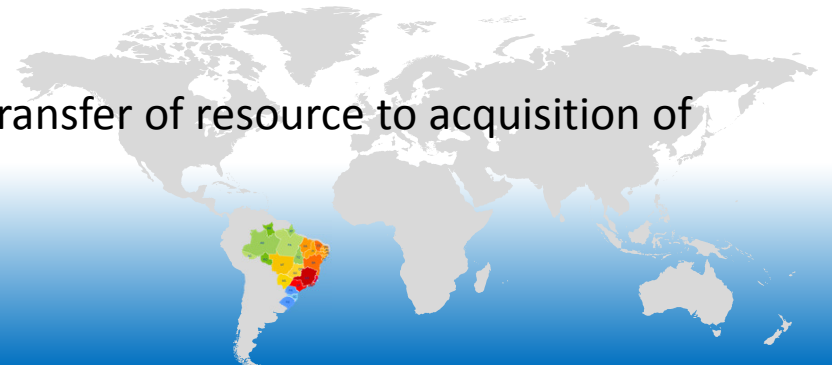 ransfer of resource to acquisition of